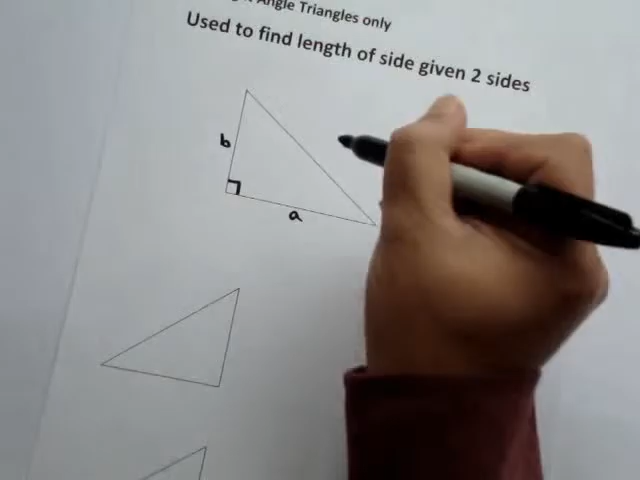 Angle Triangles only
Used to find length of side given 2 sides
b
a